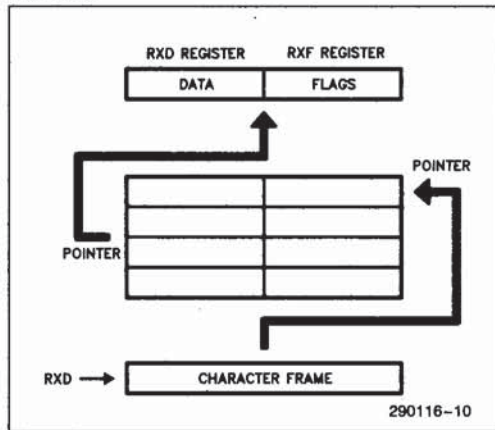 RXD REGISTER RXF REGISTER
DATA FLAGS
POINTER
POINTER
RXD → CHARACTER FRAME
290116-10